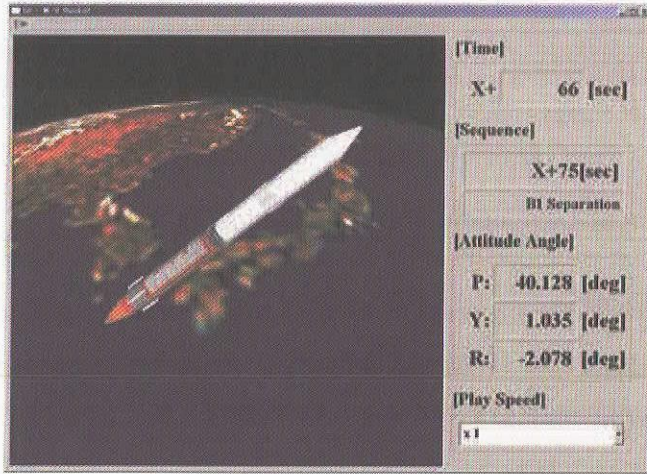 [Time]
X+ 66 [sec]
[Sequence]
X+75[sec]
B1 Separation
[Attitude Angle]
P: 40.128 [deg]
Y: 1.035 [deg]
R: -2.078 [deg]
[Play Speed]
x 1